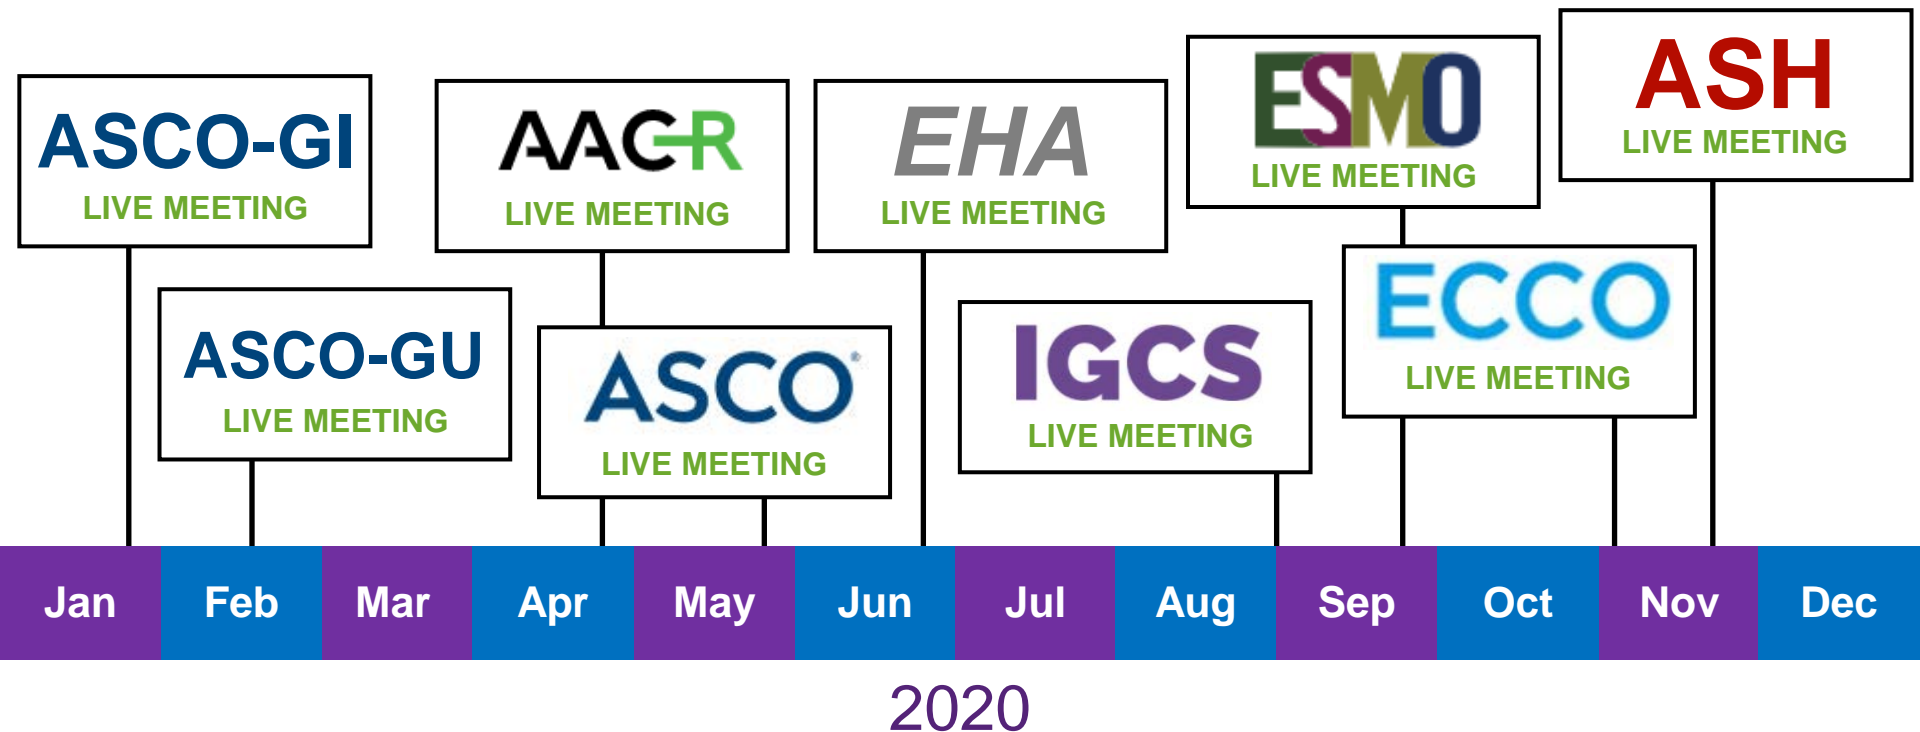 ASCO-GI
LIVE MEETING
ASCO-GU
LIVE MEETING
AACR
LIVE MEETING
ASCO®
LIVE MEETING
EHA
LIVE MEETING
IGCS
LIVE MEETING
ESMO
LIVE MEETING
ECCO
LIVE MEETING
ASH
LIVE MEETING
Jan Feb Mar Apr May Jun Jul Aug Sep Oct Nov Dec
2020